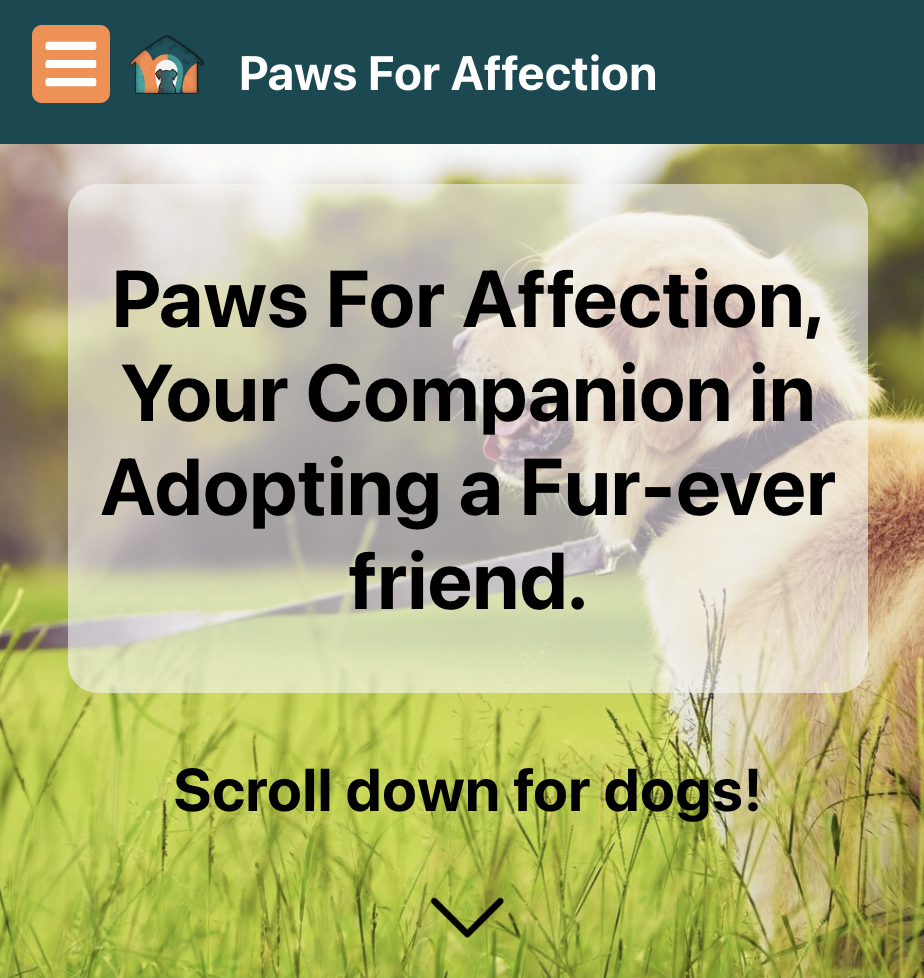 Paws For Affection
Paws For Affection,
Your Companion in
Adopting a Fur-ever
friend.
Scroll down for dogs!